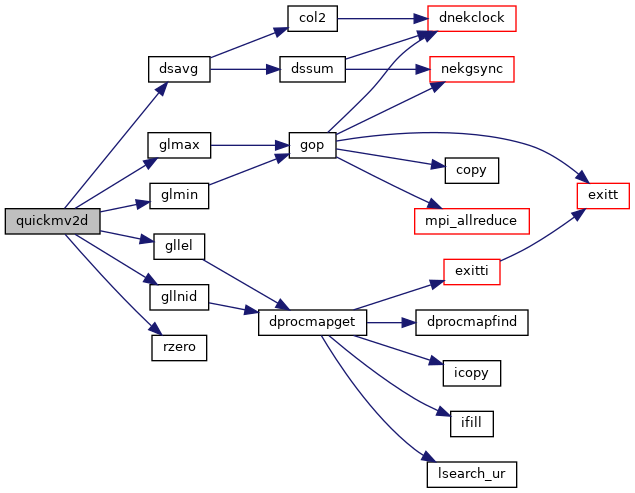 quickmv2d
dsavg
glmax
glmin
gllel
gllnid
rzero
col2
dssum
gop
dprocmapget
dnekclock
nekgsync
copy
mpi_allreduce
exitti
dprocmapfind
icopy
ifill
lsearch_ur
exitt